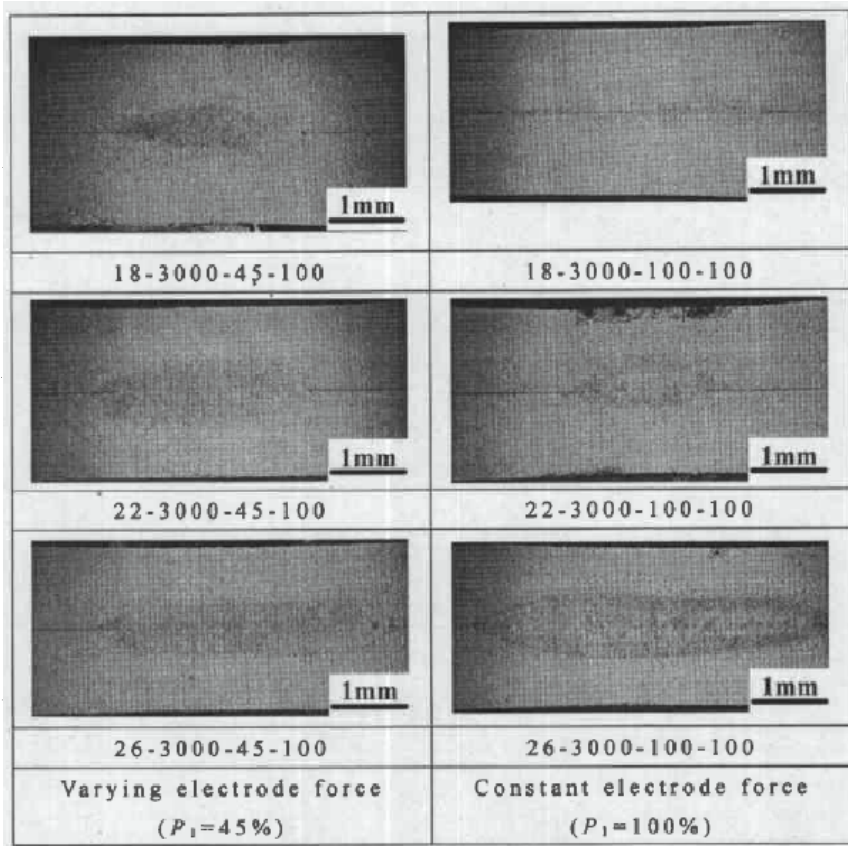 1mm 1mm
18-3000-45-100 18-3000-100-100
1mm 1mm
22-3000-45-100 22-3000-100-100
1mm 1mm
26-3000-45-100 26-3000-100-100
Varying electrode force Constant electrode force
(P₁=45%) (P₁=100%)